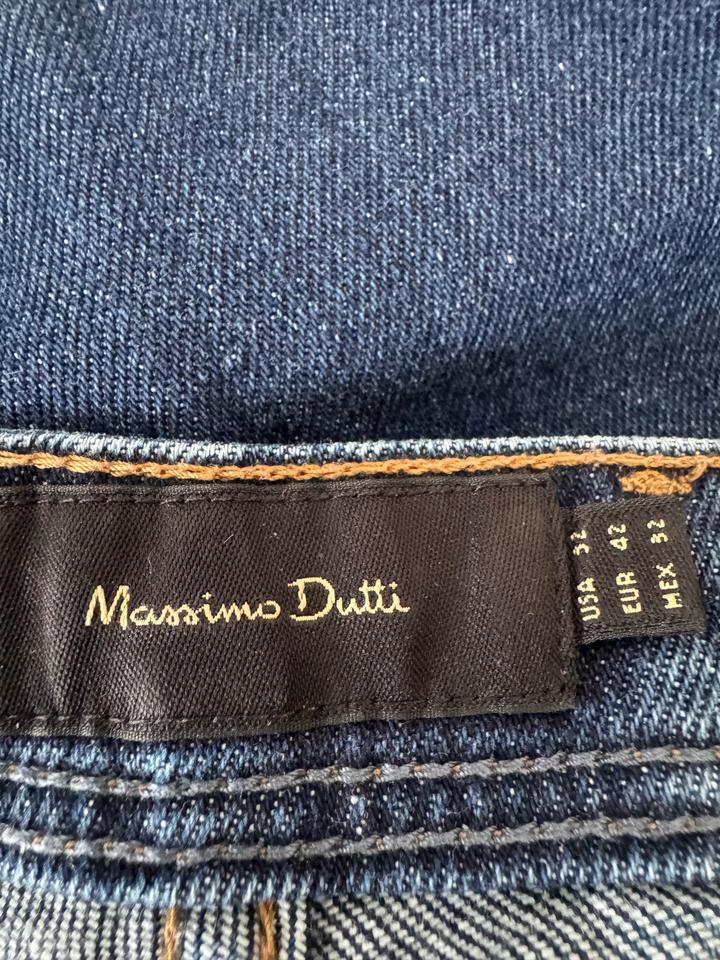 Massimo Dutti
USA 32
EUR 42
MEX 32